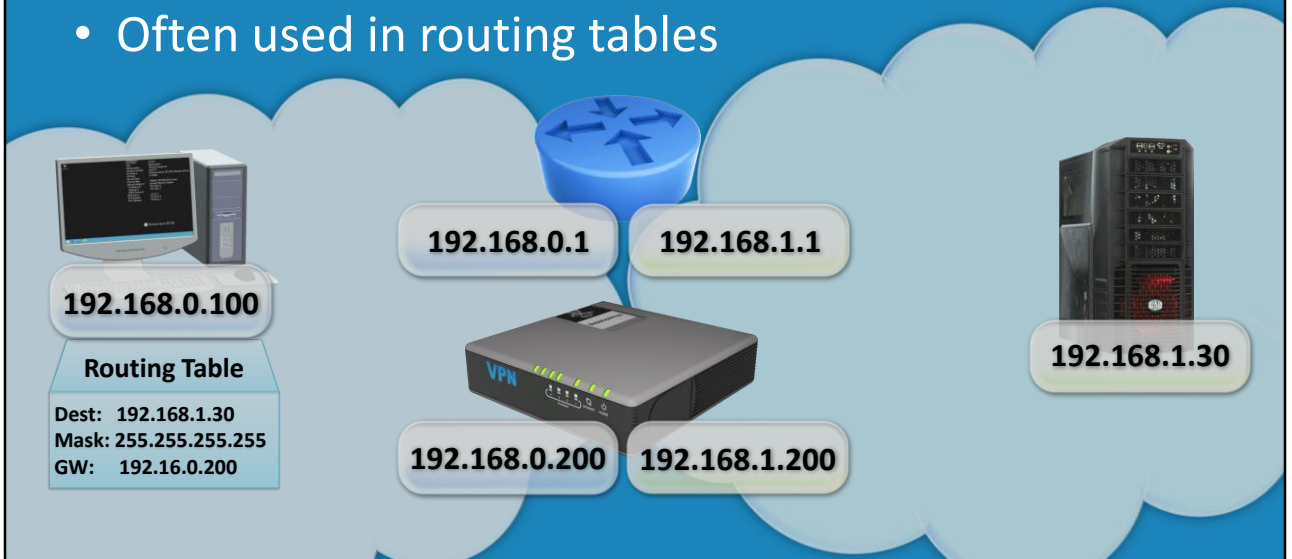 • Often used in routing tables
192.168.0.1
192.168.1.1
192.168.0.100
Routing Table
Dest: 192.168.1.30
Mask: 255.255.255.255
GW: 192.16.0.200
VPN
192.168.0.200
192.168.1.200
192.168.1.30